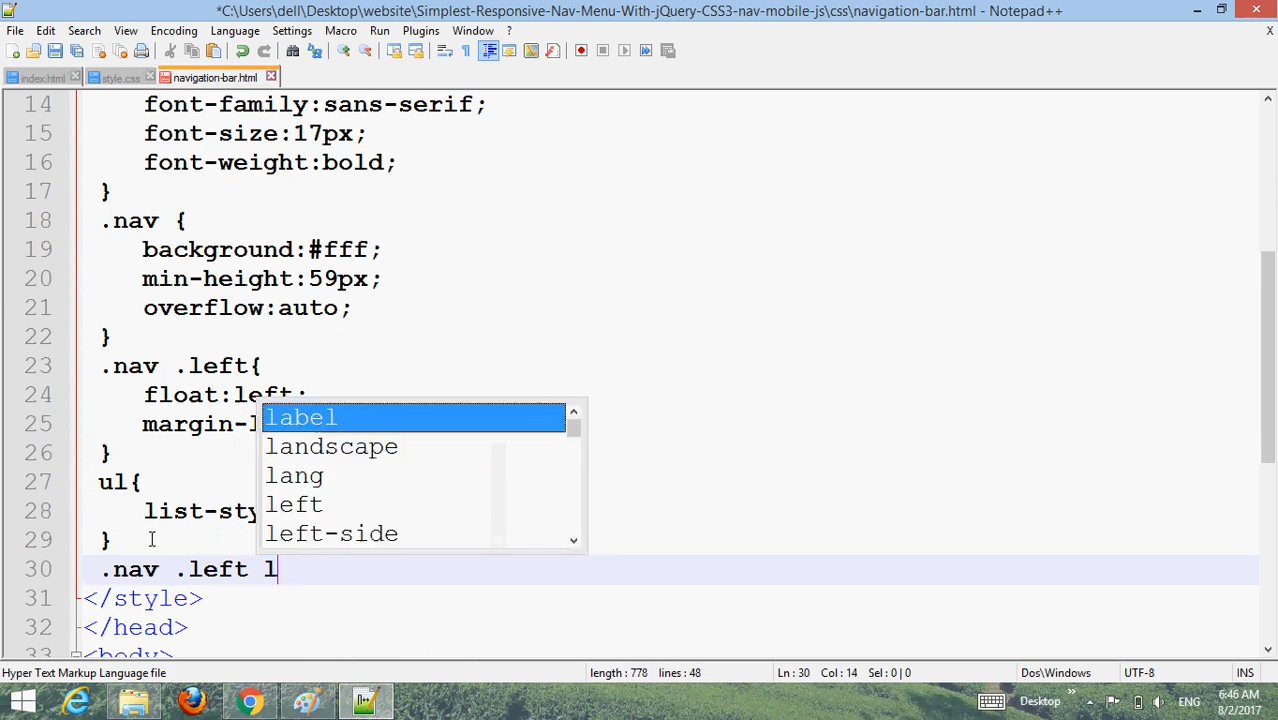 *C:\Users\dell\Desktop\website\Simplest-Responsive-Nav-Menu-With-jQuery-CSS3-nav-mobile-js\css\navigation-bar.html - Notepad++
File Edit Search View Encoding Language Settings Macro Run Plugins Window ? X
index.html style.css navigation-bar.html
14 font-family:sans-serif;
15 font-size:17px;
16 font-weight:bold;
17 }
18 .nav {
19 background:#fff;
20 min-height:59px;
21 overflow:auto;
22 }
23 .nav .left{
24 float:left;
25 margin-l
26 }
27 ul{
28 list-sty
29 }
30 .nav .left l
31 </style>
32 </head>
33 <body>
label
landscape
lang
left
left-side
Hyper Text Markup Language file length : 778 lines : 48 Ln : 30 Col : 14 Sel : 0 | 0 Dos\Windows UTF-8 INS
Desktop » ENG 6:46 AM
8/2/2017